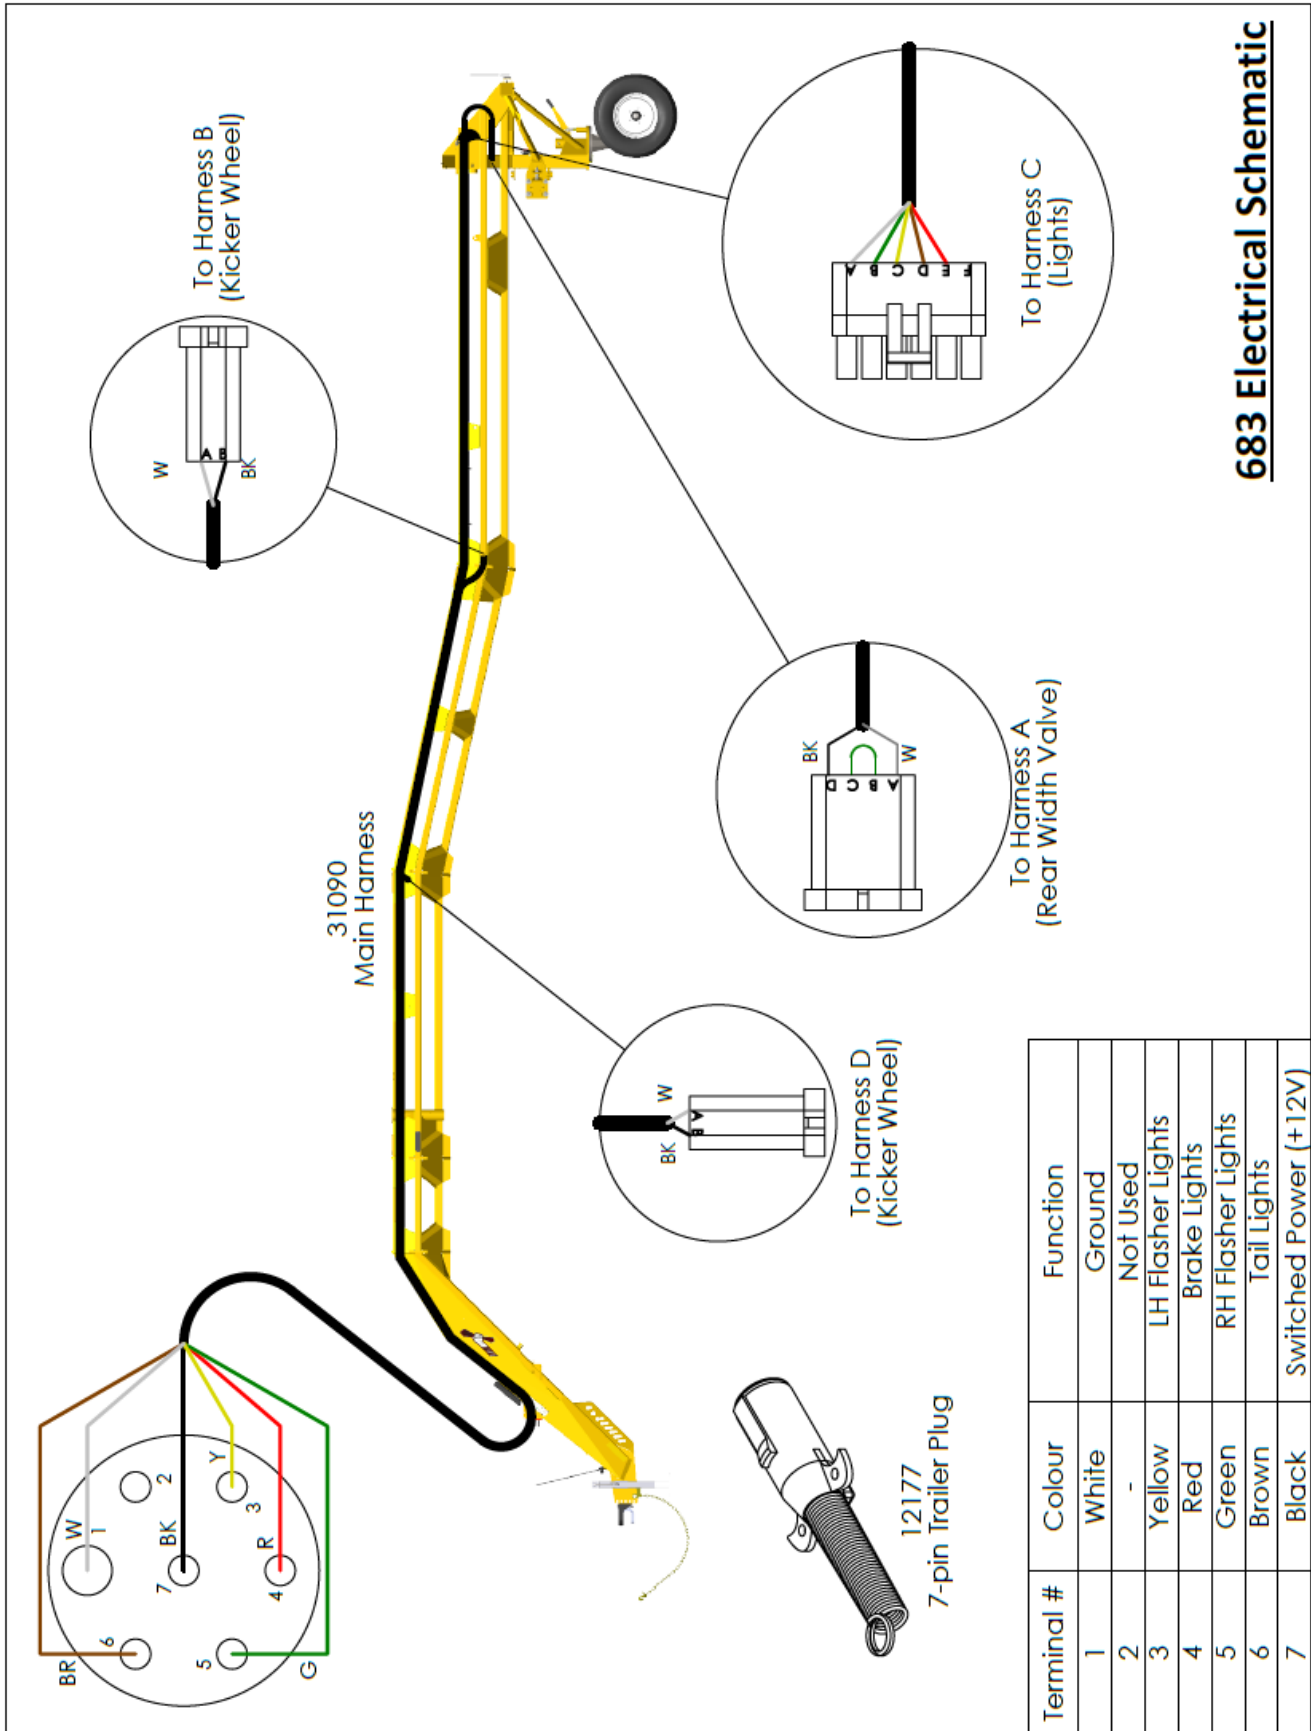 To Harness B
(Kicker Wheel)
W
A
B
BK
31090
Main Harness
BR
6
W
1
2
BK
7
Y
3
R
4
5
G
To Harness D
(Kicker Wheel)
BK
W
B
A
To Harness A
(Rear Width Valve)
BK
D
C
B
A
W
To Harness C
(Lights)
A
B
C
D
E
F
12177
7-pin Trailer Plug
Terminal # Colour Function
1 White Ground
2 - Not Used
3 Yellow LH Flasher Lights
4 Red Brake Lights
5 Green RH Flasher Lights
6 Brown Tail Lights
7 Black Switched Power (+12V)
683 Electrical Schematic